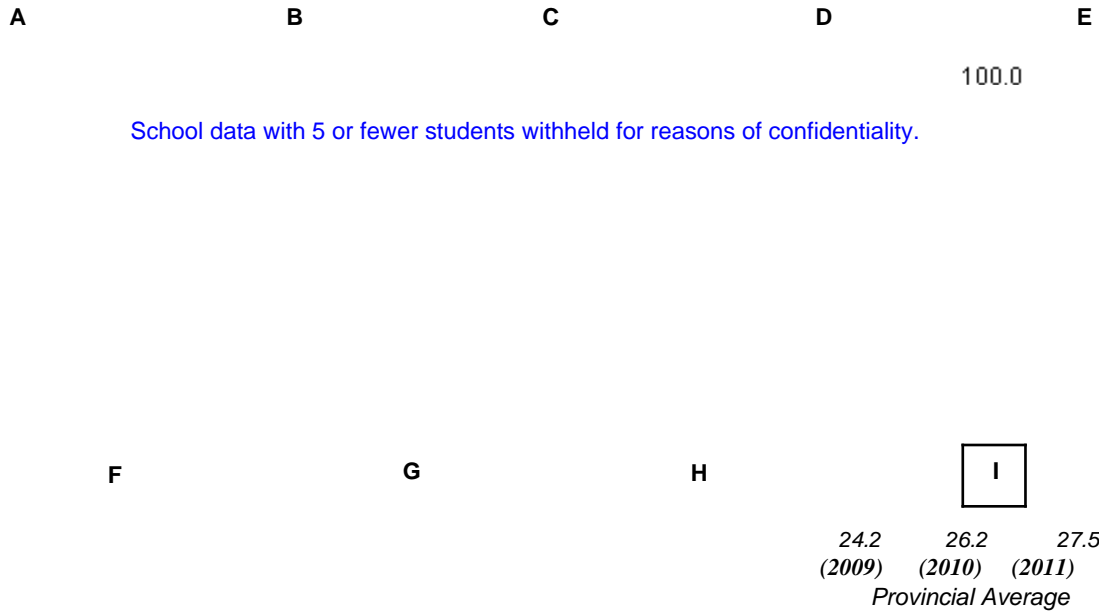 A B C D E
100.0
School data with 5 or fewer students withheld for reasons of confidentiality.
F G H I
24.2 26.2 27.5
(2009) (2010) (2011)
Provincial Average